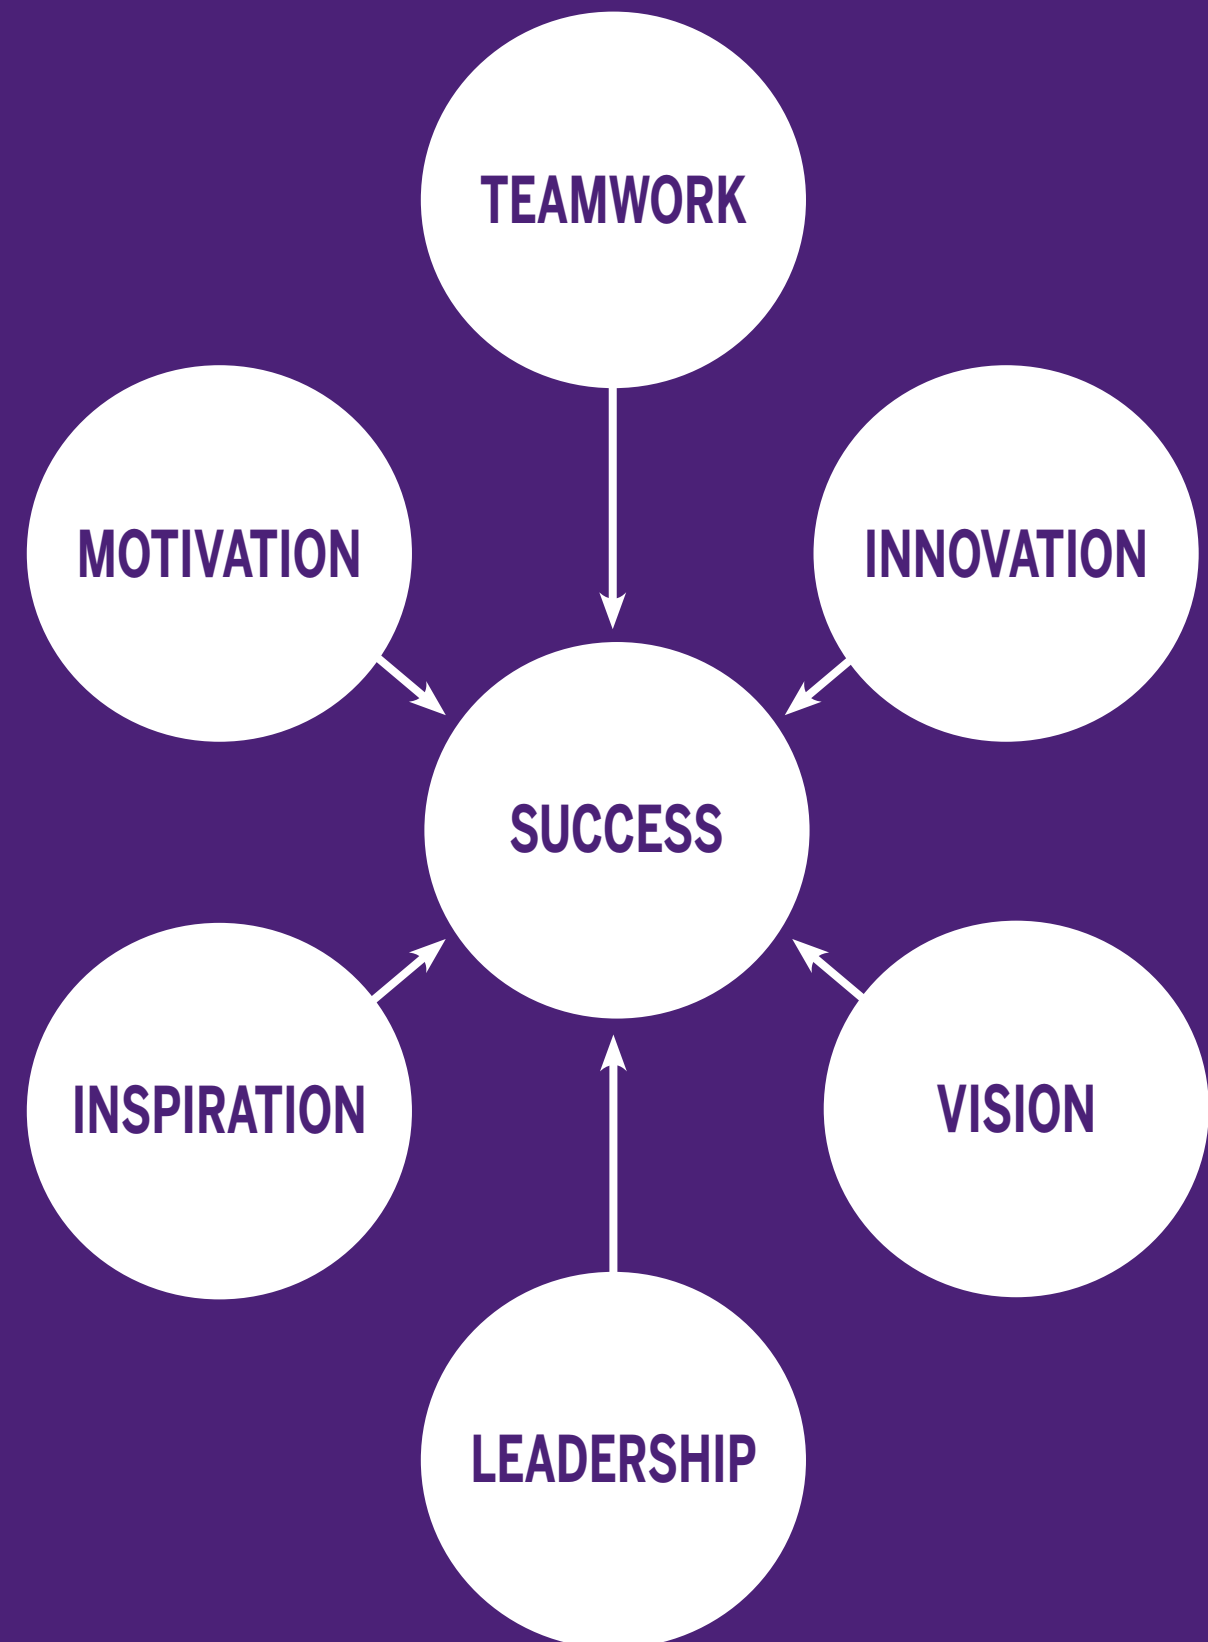 TEAMWORK
MOTIVATION
INNOVATION
SUCCESS
INSPIRATION
VISION
LEADERSHIP